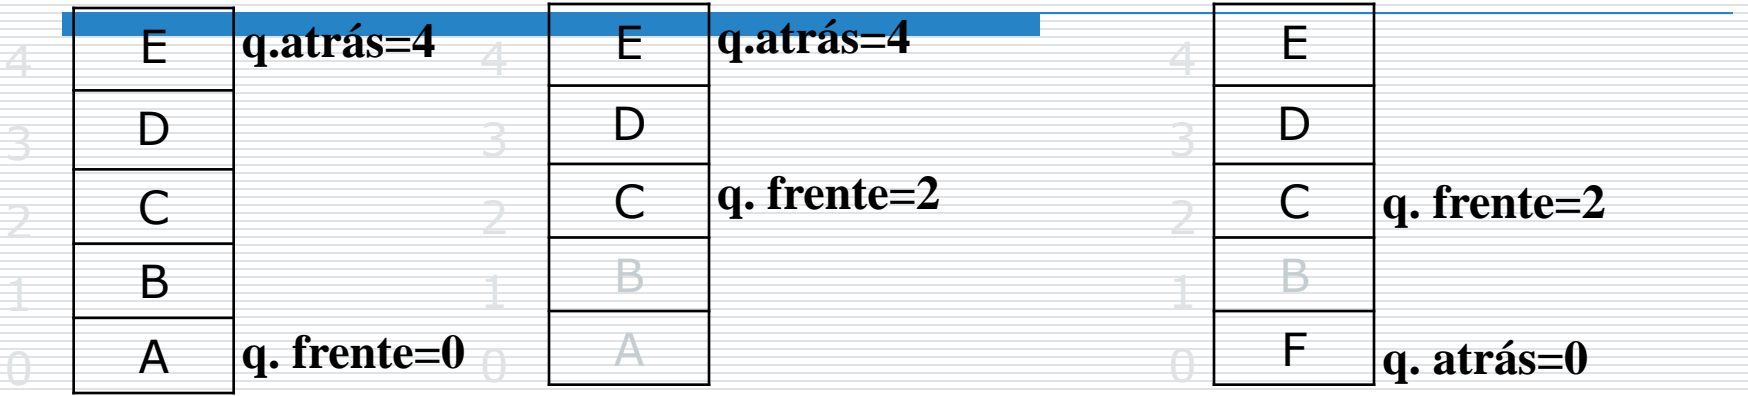 4 E q.atrás=4
3 D
2 C
1 B
0 A q. frente=0
4 E q.atrás=4
3 D
2 C q. frente=2
1 B
0 A
4 E
3 D
2 C q. frente=2
1 B
0 F q. atrás=0